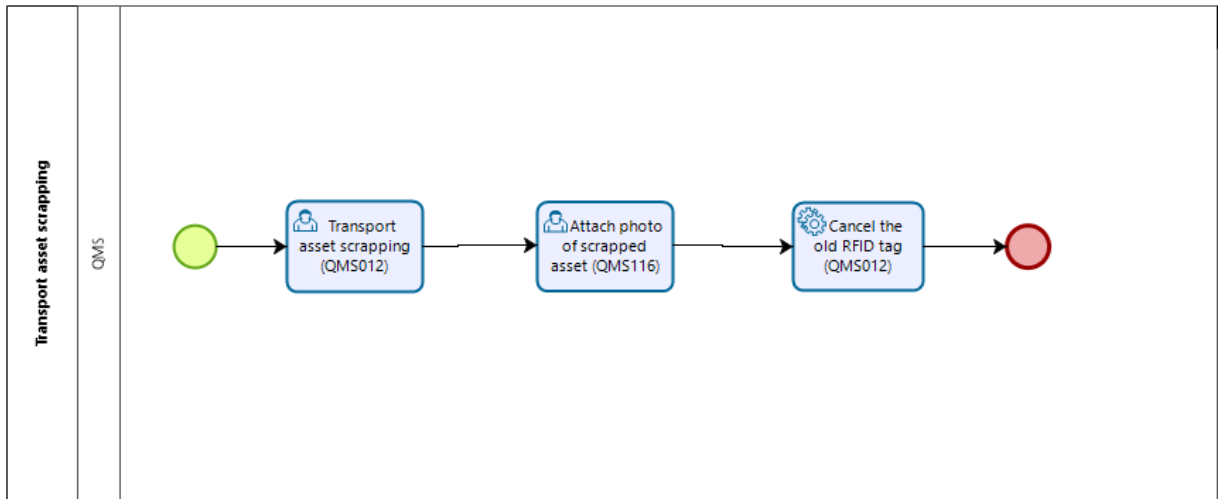 Transport asset scrapping
QMS
Transport
asset scrapping
(QMS012)
Attach photo
of scrapped
asset (QMS116)
Cancel the
old RFID tag
(QMS012)